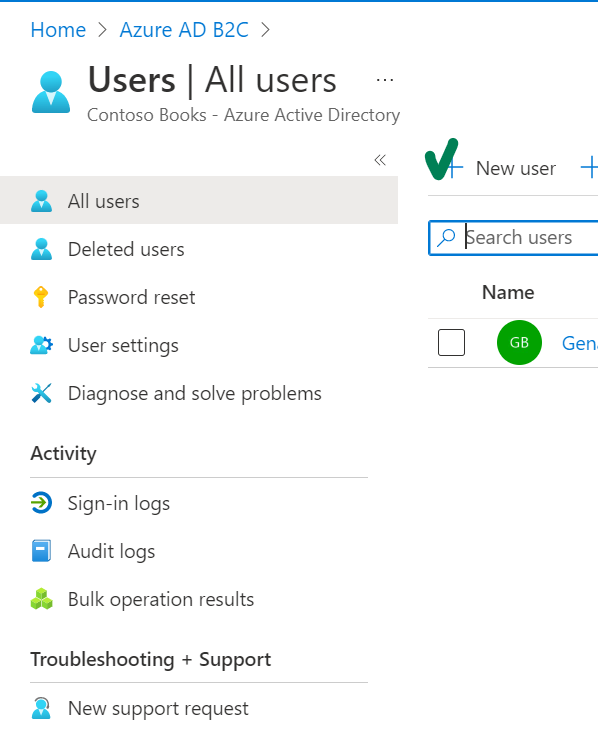 Home > Azure AD B2C >
Users | All users ...
Contoso Books - Azure Active Directory
«
All users
Deleted users
Password reset
User settings
Diagnose and solve problems
Activity
Sign-in logs
Audit logs
Bulk operation results
Troubleshooting + Support
New support request
+ New user +
Search users
Name
GB